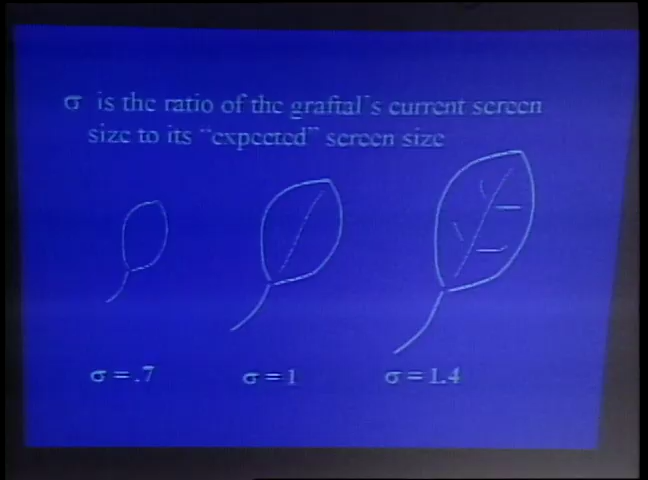 σ is the ratio of the graftal's current screen
size to its “expected” screen size
σ = .7 σ = 1 σ = 1.4